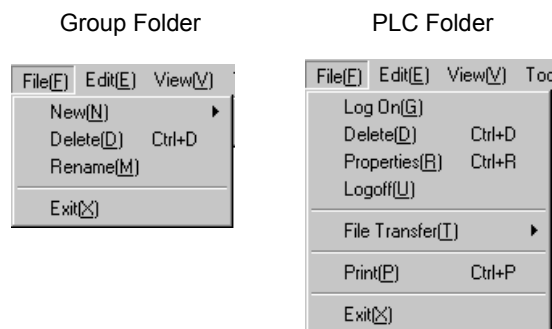 Group Folder
File(F) Edit(E) View(V)
New(N)
Delete(D) Ctrl+D
Rename(M)
Exit(X)
PLC Folder
File(F) Edit(E) View(V) Too
Log On(G)
Delete(D) Ctrl+D
Properties(R) Ctrl+R
Logoff(U)
File Transfer(T)
Print(P) Ctrl+P
Exit(X)